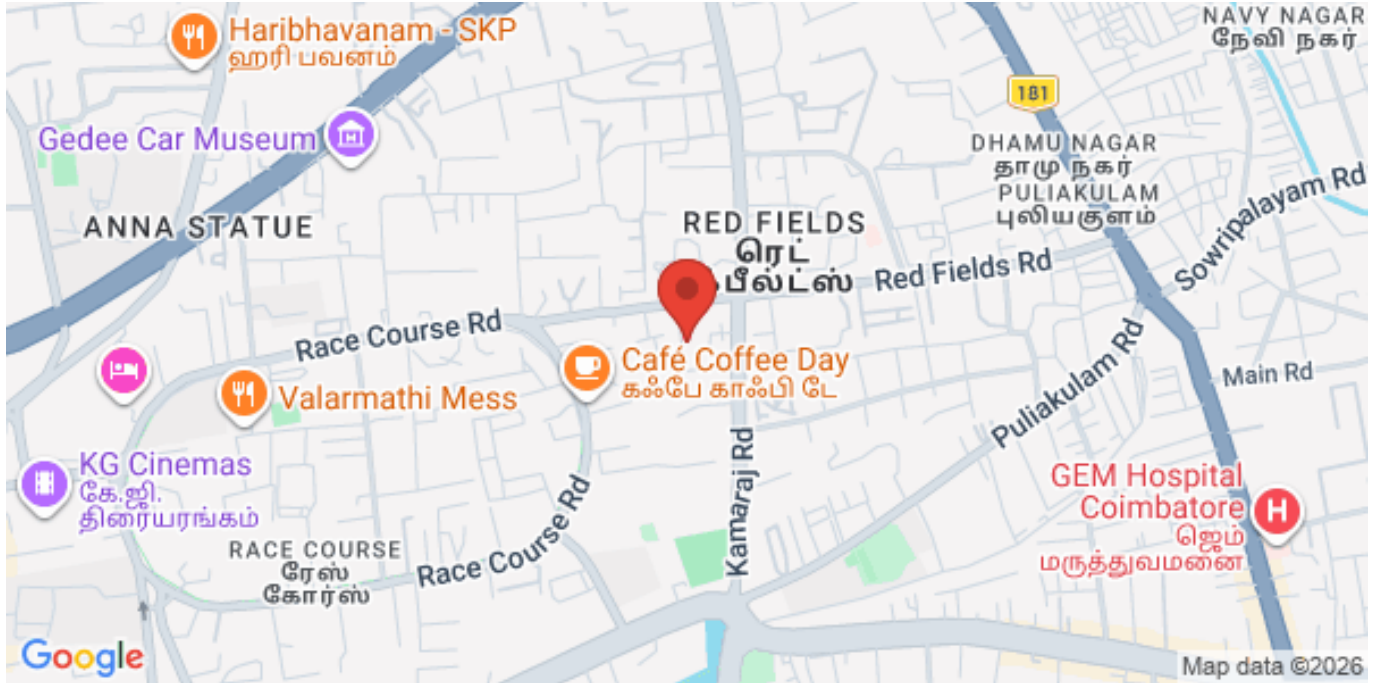 Haribhavanam - SKP
ஹரி பவனம்
NAVY NAGAR
நேவி நகர்
181
Gedee Car Museum
DHAMU NAGAR
தாமு நகர்
PULIAKULAM
புலியகுளம்
Sowripalayam Rd
ANNA STATUE
RED FIELDS
ரெட்
ஃபீல்ட்ஸ்
Red Fields Rd
Race Course Rd
Café Coffee Day
கஃபே காஃபி டே
Valarmathi Mess
Main Rd
Puliakulam Rd
KG Cinemas
கே.ஜி.
திரையரங்கம்
Kamaraj Rd
GEM Hospital
Coimbatore
ஜெம்
மருத்துவமனை
RACE COURSE
ரேஸ்
கோர்ஸ்
Race Course Rd
Google
Map data ©2026